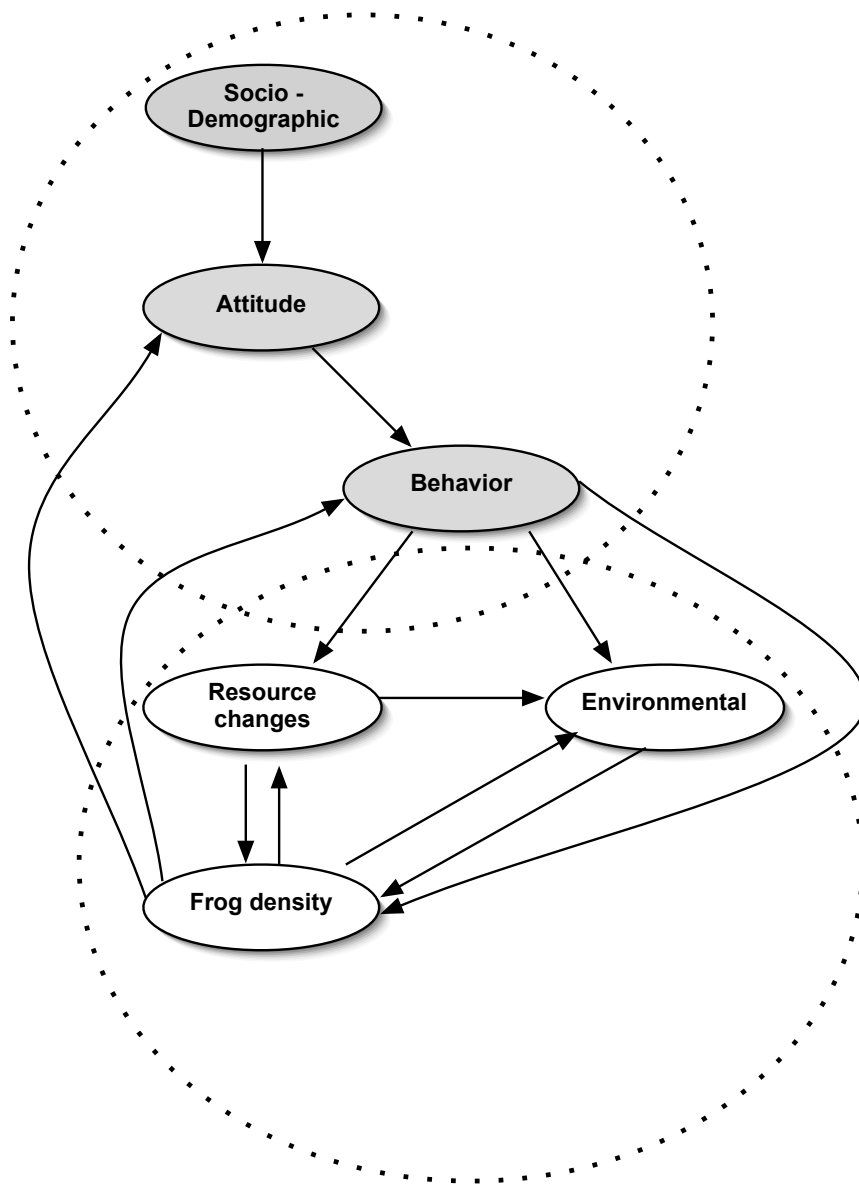 Socio -
Demographic
Attitude
Behavior
Resource
changes
Environmental
Frog density